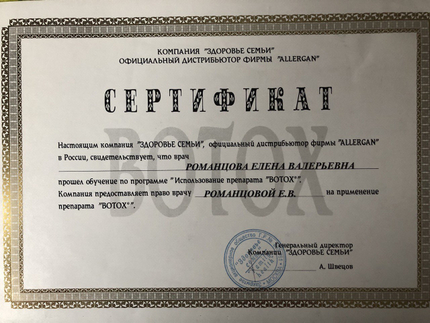 КОМПАНИЯ "ЗДОРОВЬЕ СЕМЬИ"
ОФИЦИАЛЬНЫЙ ДИСТРИБЬЮТОР ФИРМЫ "ALLERGAN"
СЕРТИФИКАТ
BOTOX
Настоящим компания "ЗДОРОВЬЕ СЕМЬИ", официальный дистрибьютор фирмы "ALLERGAN"
в России, свидетельствует, что врач
РОМАНЦОВА ЕЛЕНА ВАЛЕРЬЕВНА
прошел обучение по программе "Использование препарата "BOTOX®".
Компания предоставляет право врачу РОМАНЦОВОЙ Е.В. на применение
препарата "BOTOX®".
Генеральный директор
Компании "ЗДОРОВЬЕ СЕМЬИ"
А. Швецов